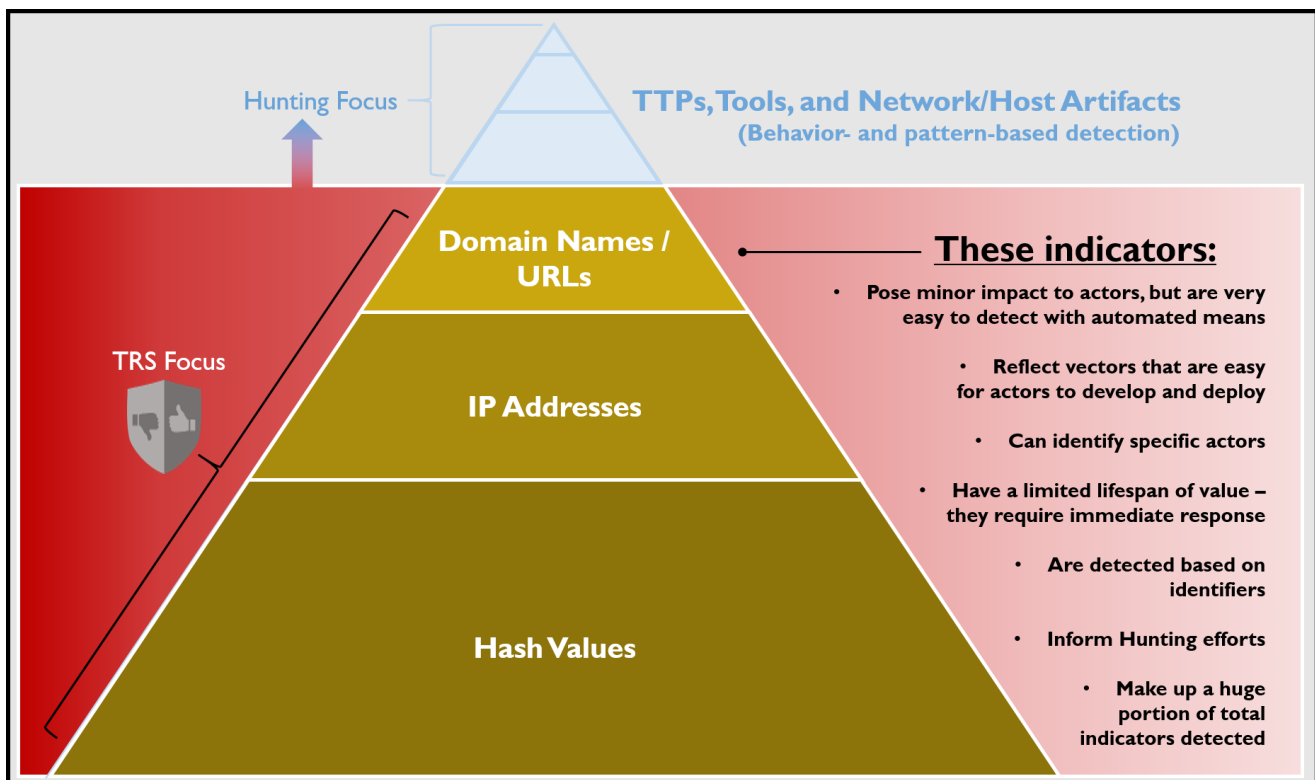 Hunting Focus
TTPs, Tools, and Network/Host Artifacts
(Behavior- and pattern-based detection)
Domain Names /
URLs
These indicators:
• Pose minor impact to actors, but are very
easy to detect with automated means
TRS Focus
• Reflect vectors that are easy
for actors to develop and deploy
IP Addresses
• Can identify specific actors
• Have a limited lifespan of value –
they require immediate response
• Are detected based on
identifiers
Hash Values
• Inform Hunting efforts
• Make up a huge
portion of total
indicators detected